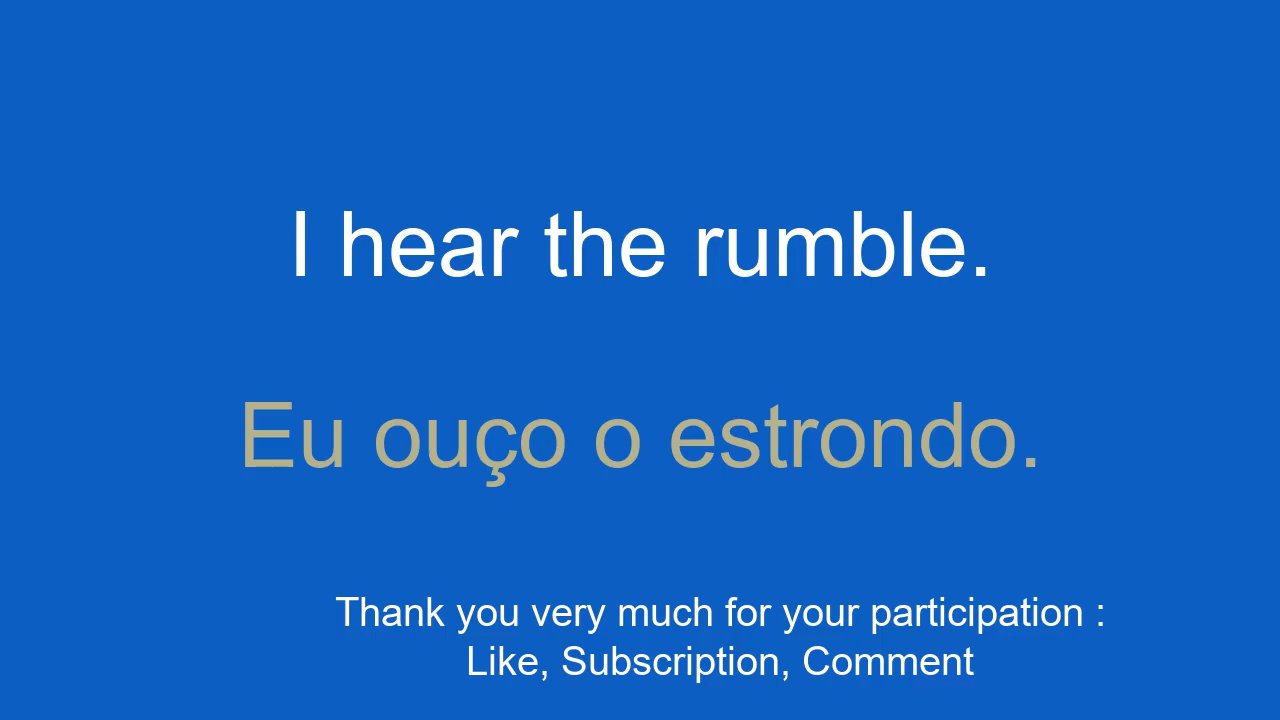 I hear the rumble.
Eu ouço o estrondo.
Thank you very much for your participation :
Like, Subscription, Comment